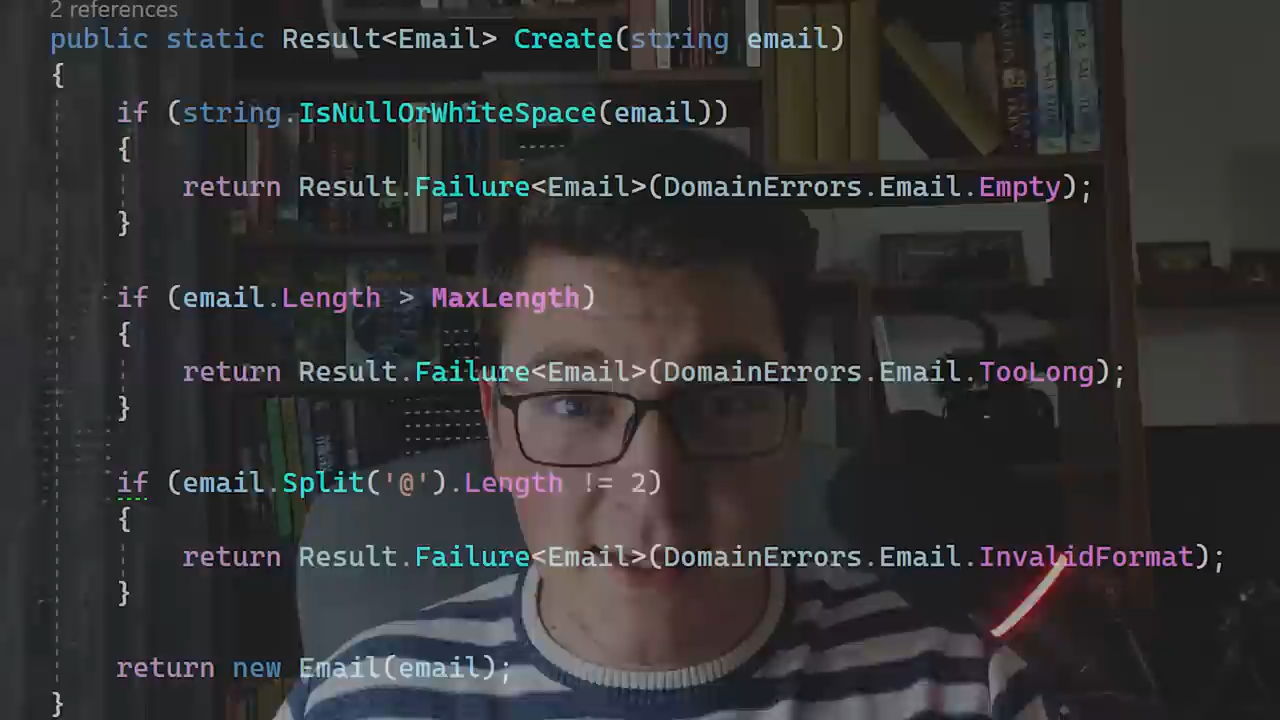 2 references
public static Result<Email> Create(string email)
{
if (string.IsNullOrWhiteSpace(email))
{
return Result.Failure<Email>(DomainErrors.Email.Empty);
}
if (email.Length > MaxLength)
{
return Result.Failure<Email>(DomainErrors.Email.TooLong);
}
if (email.Split('@').Length != 2)
{
return Result.Failure<Email>(DomainErrors.Email.InvalidFormat);
}
return new Email(email);
}